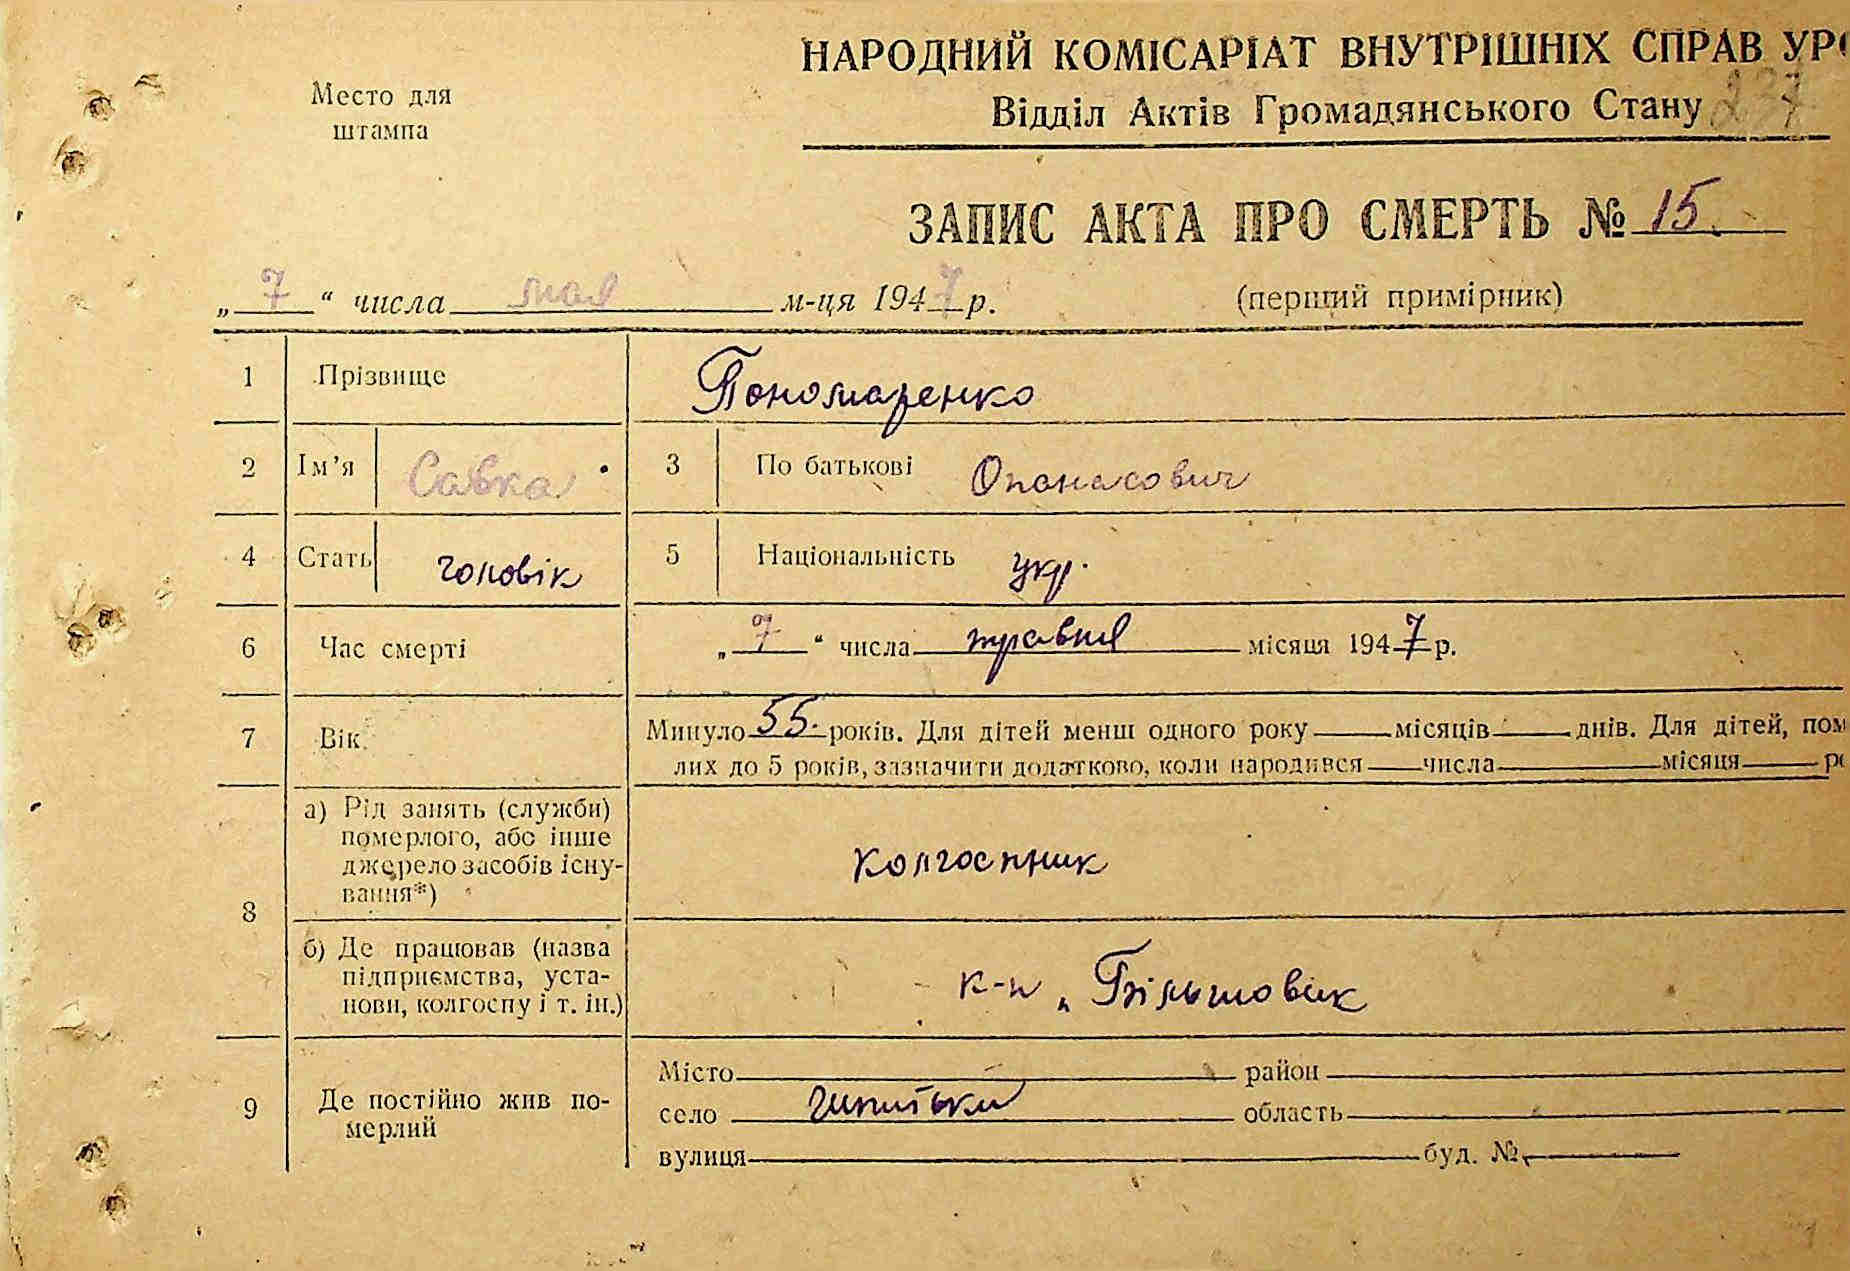 НАРОДНИЙ КОМІСАРІАТ ВНУТРІШНІХ СПРАВ УР
Место для
штампа
Відділ Актів Громадянського Стану 237
ЗАПИС АКТА ПРО СМЕРТЬ № 15.
„ 7 “ числа мая м-ця 1947 р. (перший примірник)
1 Прізвище Пономаренко
2 Ім’я Савка 3 По батькові Опанасович
4 Стать чоловік 5 Національність укр.
6 Час смерті „ 7 “ числа травня місяця 1947 р.
7 Вік Минуло 55 років. Для дітей менш одного року місяців днів. Для дітей, пом
лих до 5 років, зазначити додатково, коли народився числа місяця р
8 а) Рід занять (служби)
померлого, або інше
джерело засобів існу-
вання*)
колгоспник
б) Де працював (назва
підприємства, уста-
нови, колгоспу і т. ін.)
к-п „Більшовик
9 Де постійно жив по-
мерлий
Місто район
село область
вулиця буд. №